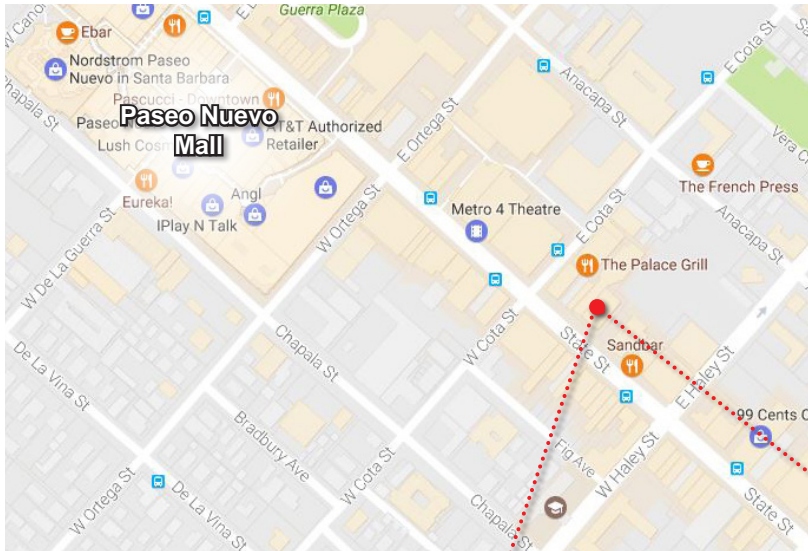 Guerra Plaza
W Cano
Ebar
E Cota St
Nordstrom Paseo
Nuevo in Santa Barbara
Anacapa St
Chapala St
Pascucci - Downtown
Paseo Nuevo
Mall
Paseo
AT&T Authorized
Retailer
Lush Cosm
E Ortega St
Vera C
Eureka!
Angl
IPlay N Talk
Metro 4 Theatre
The French Press
W De La Guerra St
W Ortega St
E Cota St
Anacapa St
The Palace Grill
Chapala St
W Cota St
State St
Sandbar
E Haley St
De La Vina St
Bradbury Ave
99 Cents O
Fig Ave
W Haley St
W Cota St
W Ortega St
De La Vina St
Chapala St
State St